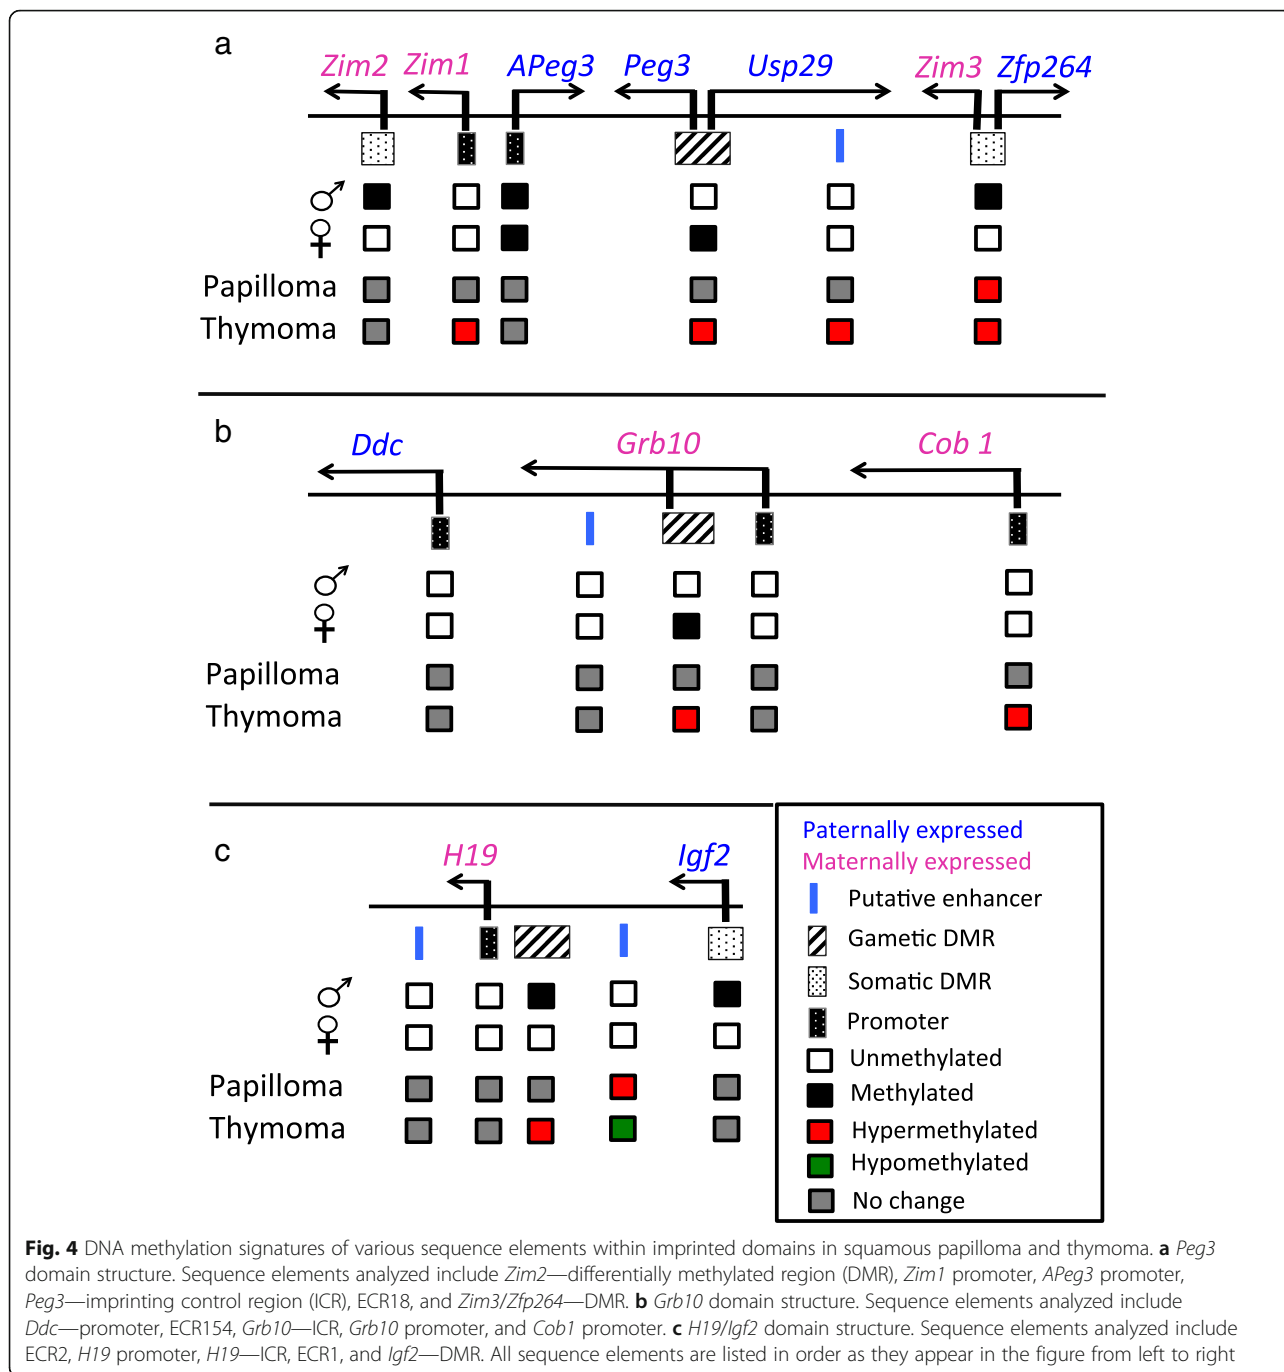 a
Zim2 Zim1 APeg3 Peg3 Usp29 Zim3 Zfp264
♂
♀
Papilloma
Thymoma
b
Ddc Grb10 Cob 1
♂
♀
Papilloma
Thymoma
c
H19 Igf2
♂
♀
Papilloma
Thymoma
Paternally expressed
Maternally expressed
Putative enhancer
Gametic DMR
Somatic DMR
Promoter
Unmethylated
Methylated
Hypermethylated
Hypomethylated
No change
Fig. 4 DNA methylation signatures of various sequence elements within imprinted domains in squamous papilloma and thymoma. a Peg3
domain structure. Sequence elements analyzed include Zim2—differentially methylated region (DMR), Zim1 promoter, APeg3 promoter,
Peg3—imprinting control region (ICR), ECR18, and Zim3/Zfp264—DMR. b Grb10 domain structure. Sequence elements analyzed include
Ddc—promoter, ECR154, Grb10—ICR, Grb10 promoter, and Cob1 promoter. c H19/Igf2 domain structure. Sequence elements analyzed include
ECR2, H19 promoter, H19—ICR, ECR1, and Igf2—DMR. All sequence elements are listed in order as they appear in the figure from left to right